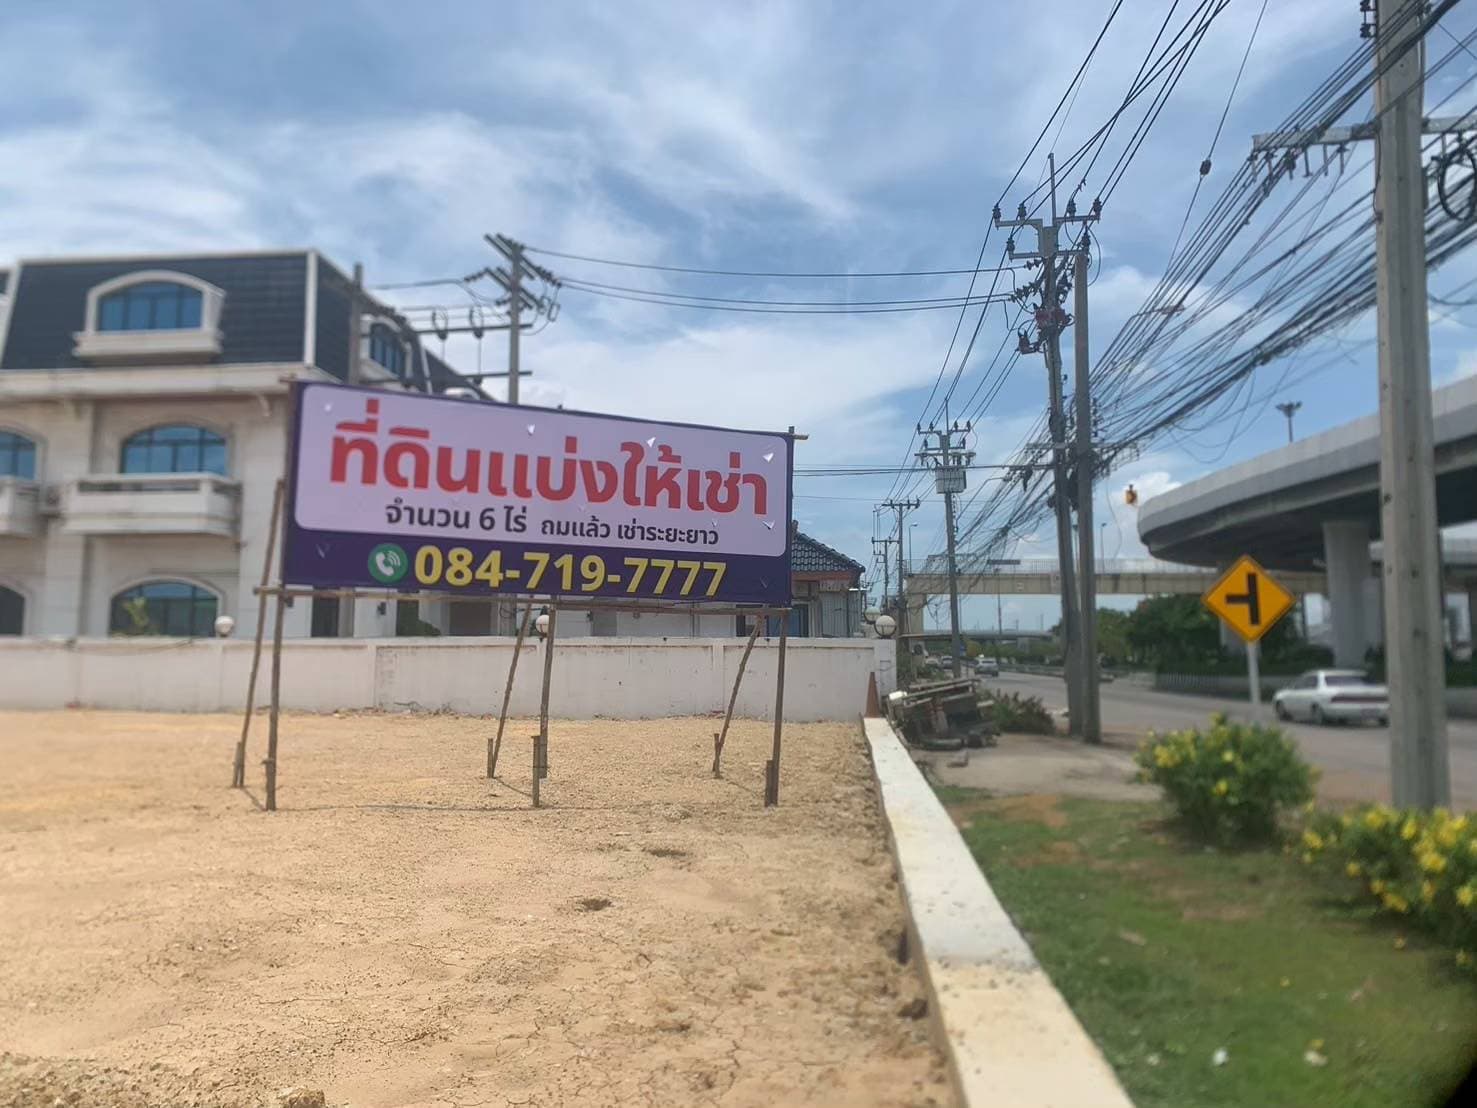 ที่ดินแบ่งให้เช่า
จำนวน 6 ไร่ ถมแล้ว เช่าระยะยาว
084-719-7777